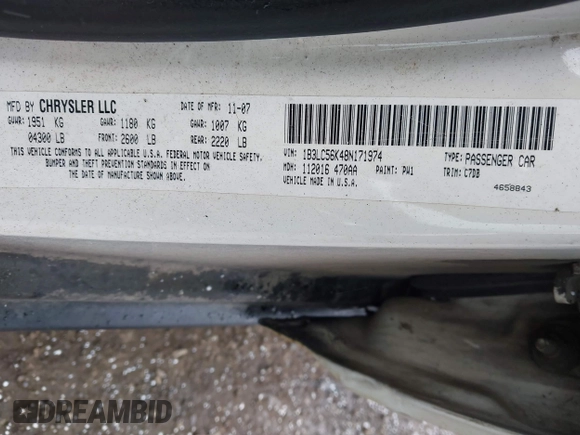 MFD BY CHRYSLER LLC DATE OF MFR: 11-07
GVWR: 1951 KG GAWR: 1180 KG GAWR: 1007 KG
04300 LB FRONT: 2600 LB REAR: 2220 LB
THIS VEHICLE CONFORMS TO ALL APPLICABLE U.S.A. FEDERAL MOTOR VEHICLE SAFETY,
BUMPER AND THEFT PREVENTION STANDARDS IN EFFECT ON
THE DATE OF MANUFACTURE SHOWN ABOVE.
VIN: 1B3LC56K48N171974 TYPE: PASSENGER CAR
MDH: 112016 470AA PAINT: PW1 TRIM: C7DB
VEHICLE MADE IN U.S.A. 4658843
DREAMBID